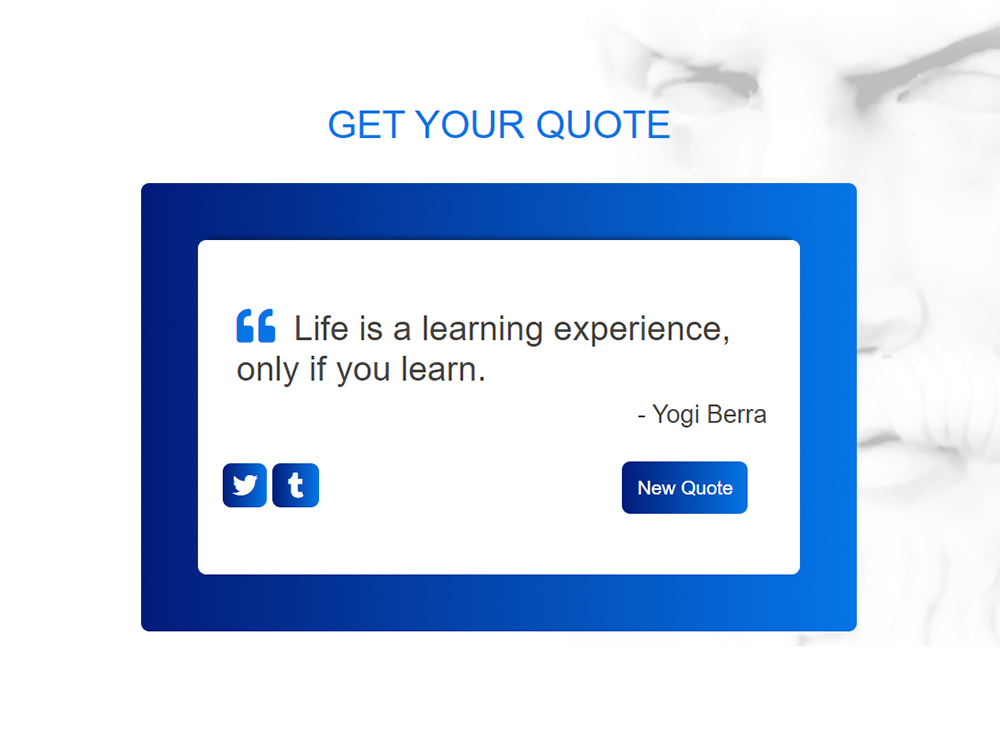 GET YOUR QUOTE
Life is a learning experience,
only if you learn.
- Yogi Berra
New Quote